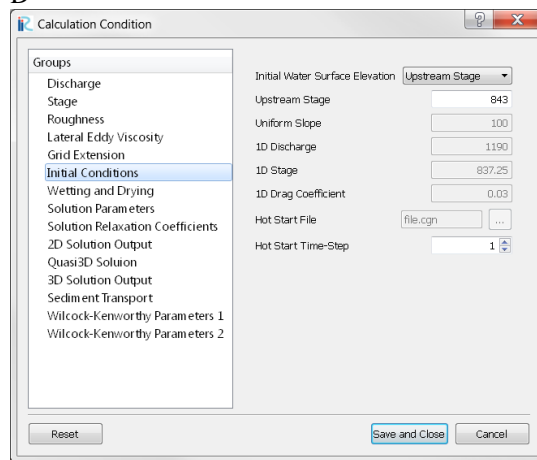 Calculation Condition
Groups
Discharge
Stage
Roughness
Lateral Eddy Viscosity
Grid Extension
Initial Conditions
Wetting and Drying
Solution Parameters
Solution Relaxation Coefficients
2D Solution Output
Quasi3D Soluion
3D Solution Output
Sediment Transport
Wilcock-Kenworthy Parameters 1
Wilcock-Kenworthy Parameters 2
Initial Water Surface Elevation Upstream Stage
Upstream Stage 843
Uniform Slope 100
1D Discharge 1190
1D Stage 837.25
1D Drag Coefficient 0.03
Hot Start File file.cgn ...
Hot Start Time-Step 1
Reset Save and Close Cancel